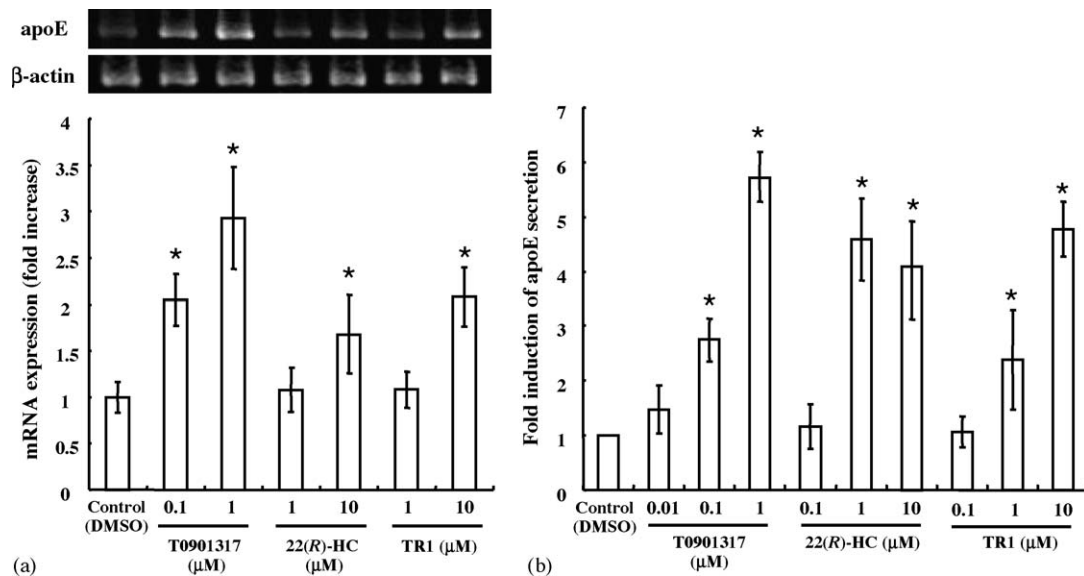 apoE
β-actin
mRNA expression (fold increase)
4
3.5
3
2.5
2
1.5
1
0.5
0
* * * *
Control (DMSO)
0.1 1 1 10 1 10
T0901317 (μM)
22(R)-HC (μM)
TR1 (μM)
(a)
Fold induction of apoE secretion
7
6
5
4
3
2
1
0
* * * * * *
Control (DMSO)
0.01 0.1 1 0.1 1 10 0.1 1 10
T0901317 (μM)
22(R)-HC (μM)
TR1 (μM)
(b)